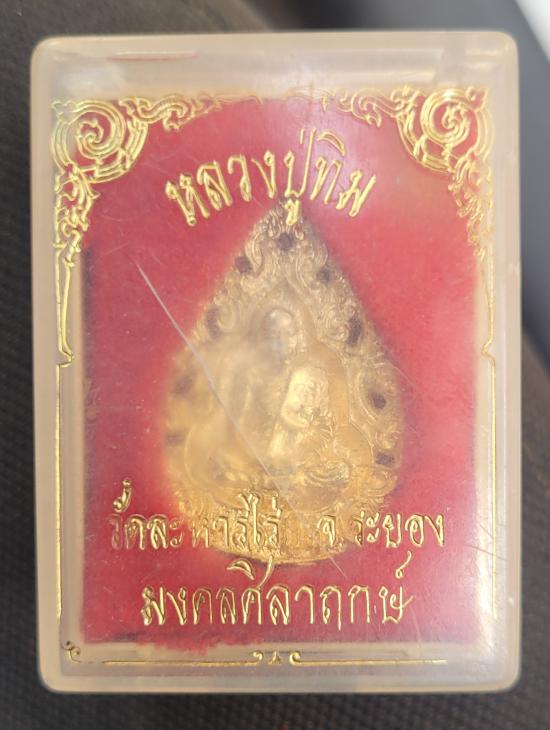 หลวงปู่ทิม
วัดละหารไร่ จ.ระยอง
มงคลศิลาฤกษ์